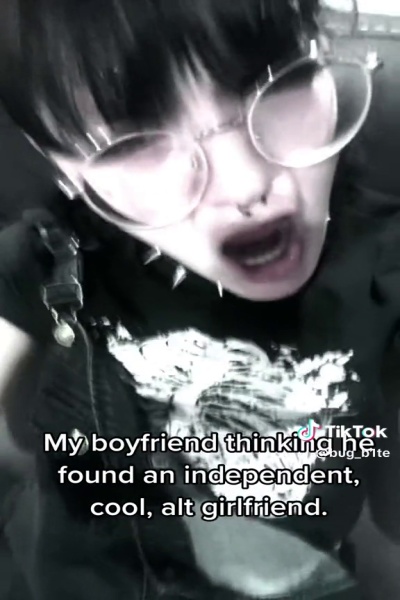 TikTok
@bug_b1te
My boyfriend thinking he
found an independent,
cool, alt girlfriend.